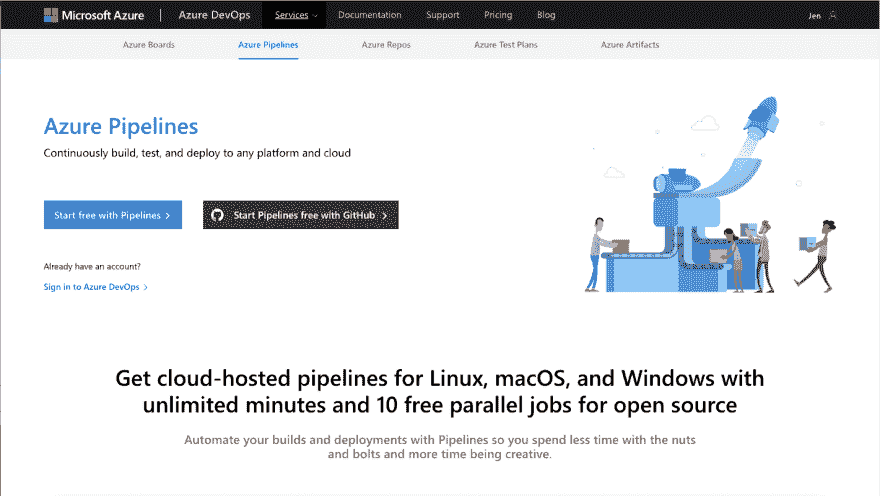 Microsoft Azure
Azure DevOps
Services
Documentation
Support
Pricing
Blog
Jen
Azure Boards
Azure Pipelines
Azure Repos
Azure Test Plans
Azure Artifacts
Azure Pipelines
Continuously build, test, and deploy to any platform and cloud
Start free with Pipelines >
Start Pipelines free with GitHub >
Already have an account?
Sign in to Azure DevOps >
Get cloud-hosted pipelines for Linux, macOS, and Windows with
unlimited minutes and 10 free parallel jobs for open source
Automate your builds and deployments with Pipelines so you spend less time with the nuts
and bolts and more time being creative.